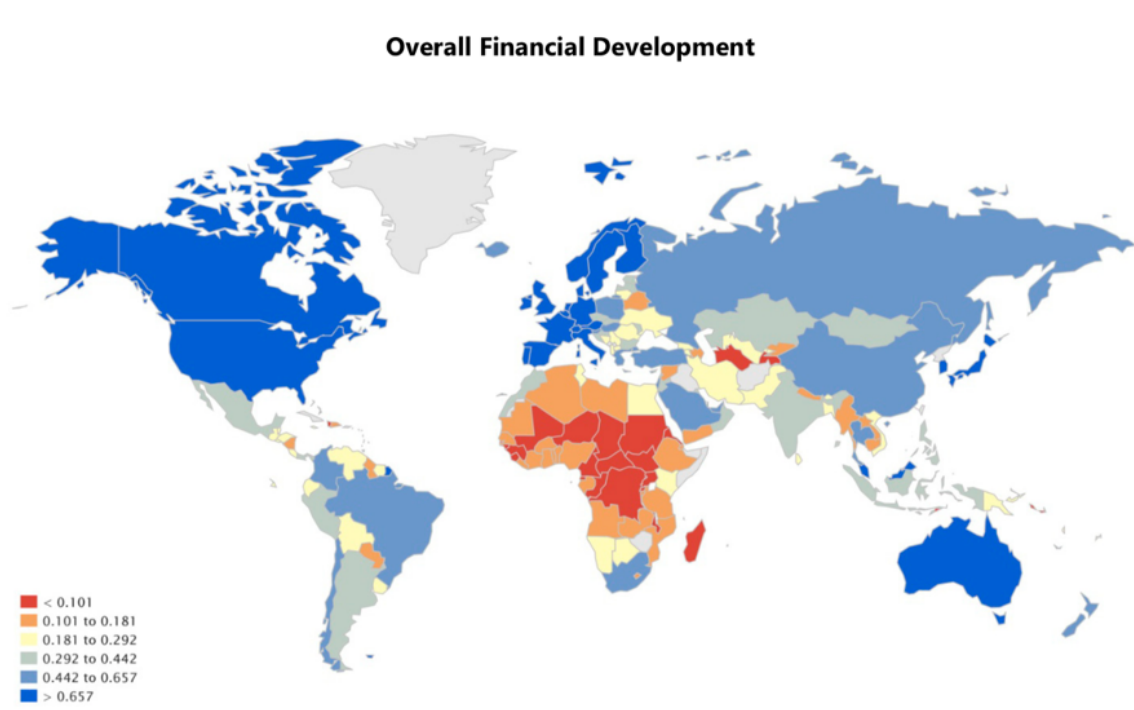 Overall Financial Development
< 0.101
0.101 to 0.181
0.181 to 0.292
0.292 to 0.442
0.442 to 0.657
> 0.657